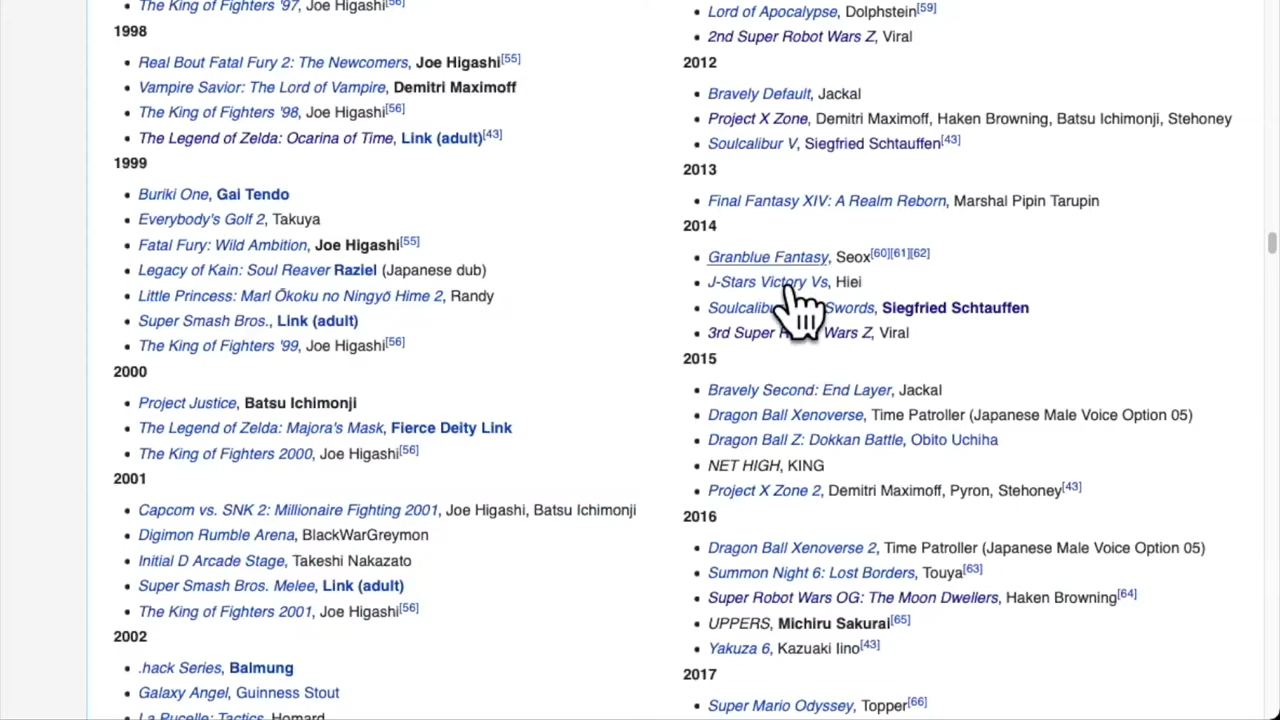 The King of Fighters '97, Joe Higashi[56]
1998
Real Bout Fatal Fury 2: The Newcomers, Joe Higashi[55]
Vampire Savior: The Lord of Vampire, Demitri Maximoff
The King of Fighters '98, Joe Higashi[56]
The Legend of Zelda: Ocarina of Time, Link (adult)[43]
1999
Buriki One, Gai Tendo
Everybody's Golf 2, Takuya
Fatal Fury: Wild Ambition, Joe Higashi[55]
Legacy of Kain: Soul Reaver Raziel (Japanese dub)
Little Princess: Marl Ōkoku no Ningyō Hime 2, Randy
Super Smash Bros., Link (adult)
The King of Fighters '99, Joe Higashi[56]
2000
Project Justice, Batsu Ichimonji
The Legend of Zelda: Majora's Mask, Fierce Deity Link
The King of Fighters 2000, Joe Higashi[56]
2001
Capcom vs. SNK 2: Millionaire Fighting 2001, Joe Higashi, Batsu Ichimonji
Digimon Rumble Arena, BlackWarGreymon
Initial D Arcade Stage, Takeshi Nakazato
Super Smash Bros. Melee, Link (adult)
The King of Fighters 2001, Joe Higashi[56]
2002
.hack Series, Balmung
Galaxy Angel, Guinness Stout
La Pucelle: Tactics, Homard
Lord of Apocalypse, Dolphstein[59]
2nd Super Robot Wars Z, Viral
2012
Bravely Default, Jackal
Project X Zone, Demitri Maximoff, Haken Browning, Batsu Ichimonji, Stehoney
Soulcalibur V, Siegfried Schtauffen[43]
2013
Final Fantasy XIV: A Realm Reborn, Marshal Pipin Tarupin
2014
Granblue Fantasy, Seox[60][61][62]
J-Stars Victory Vs, Hiei
Swords, Siegfried Schtauffen
3rd Super Wars Z, Viral
2015
Bravely Second: End Layer, Jackal
Dragon Ball Xenoverse, Time Patroller (Japanese Male Voice Option 05)
Dragon Ball Z: Dokkan Battle, Obito Uchiha
NET HIGH, KING
Project X Zone 2, Demitri Maximoff, Pyron, Stehoney[43]
2016
Dragon Ball Xenoverse 2, Time Patroller (Japanese Male Voice Option 05)
Summon Night 6: Lost Borders, Touya[63]
Super Robot Wars OG: The Moon Dwellers, Haken Browning[64]
UPPERS, Michiru Sakurai[65]
Yakuza 6, Kazuaki Iino[43]
2017
Super Mario Odyssey, Topper[66]